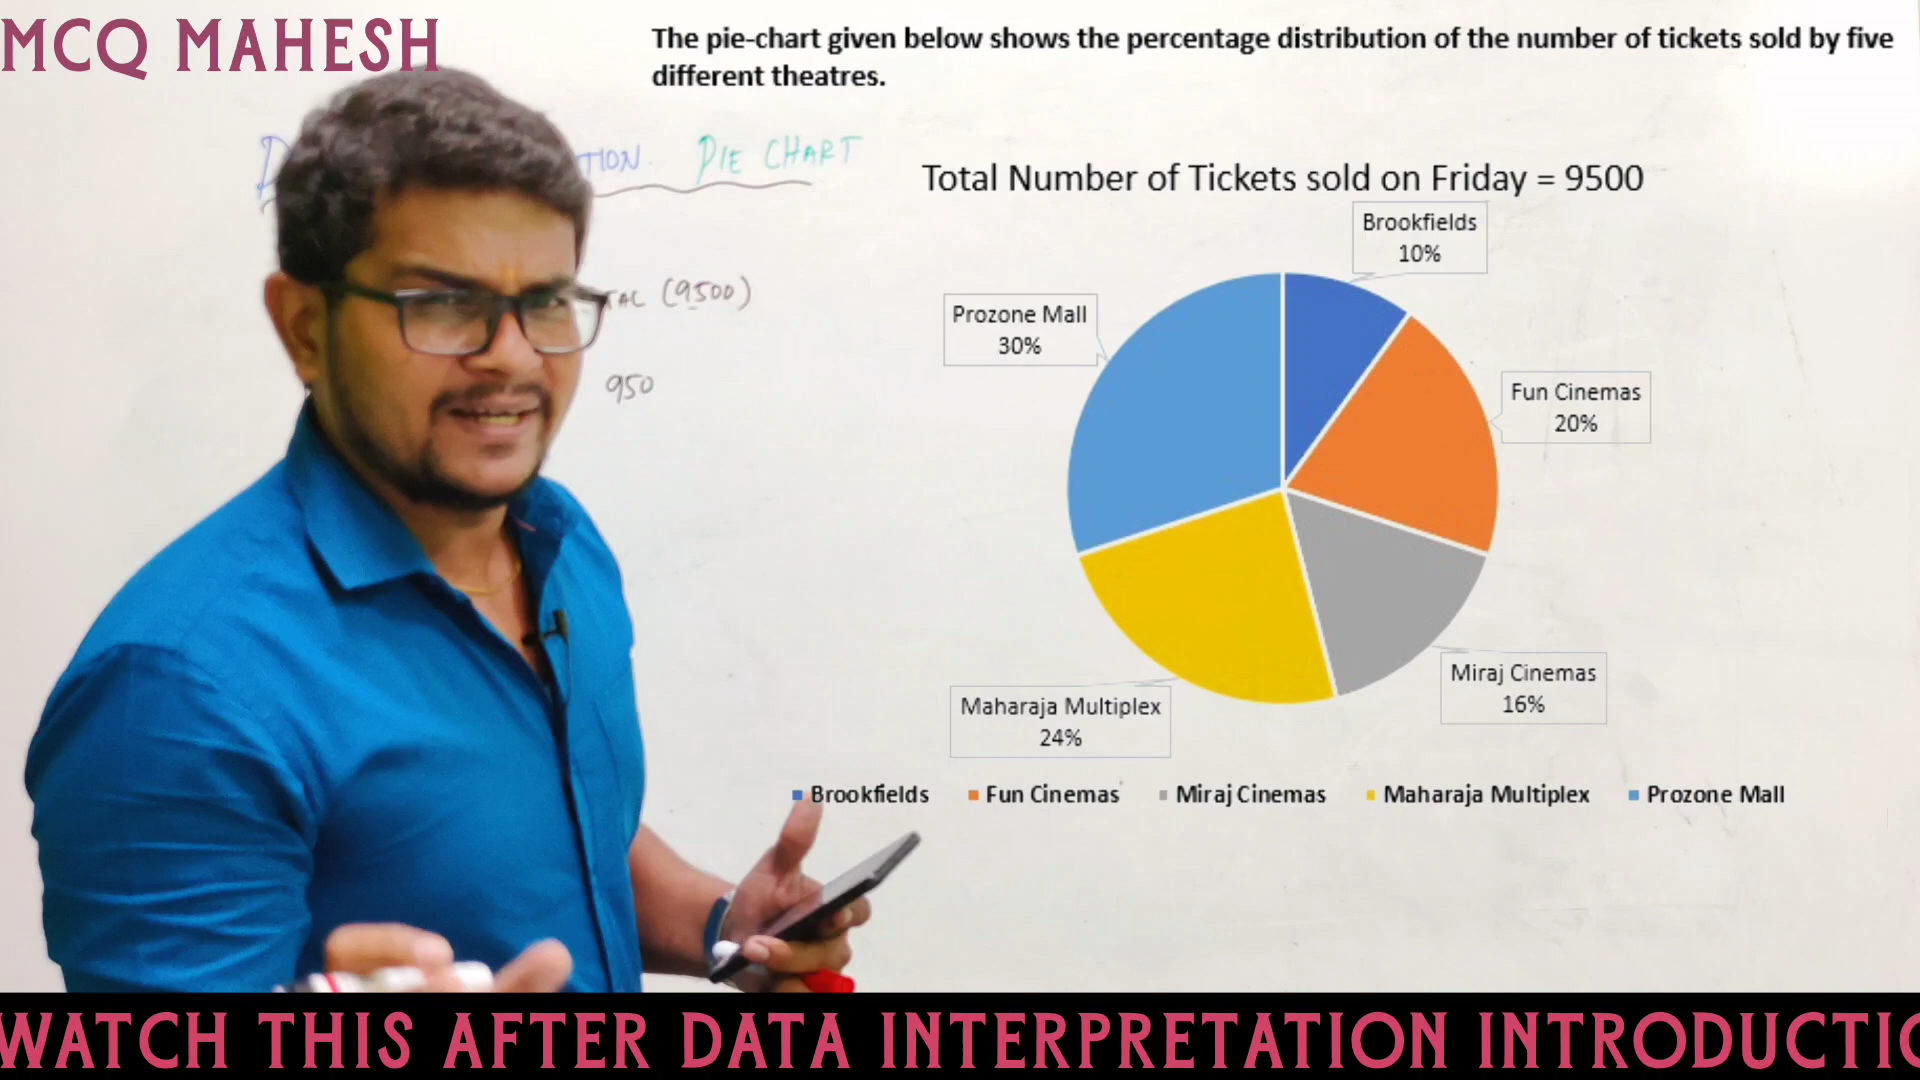 MCQ MAHESH
The pie-chart given below shows the percentage distribution of the number of tickets sold by five
different theatres.
PIE CHART
Total Number of Tickets sold on Friday = 9500
Brookfields
10%
(9500)
Prozone Mall
30%
950
Fun Cinemas
20%
Miraj Cinemas
16%
Maharaja Multiplex
24%
Brookfields Fun Cinemas Miraj Cinemas Maharaja Multiplex Prozone Mall
WATCH THIS AFTER DATA INTERPRETATION